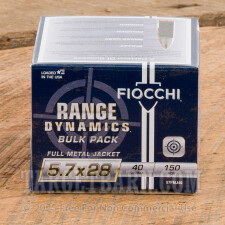 LOADED IN
THE USA
FIOCCHI
RANGE
DYNAMICS
BULK PACK
FULL METAL JACKET
5.7x28
40
150